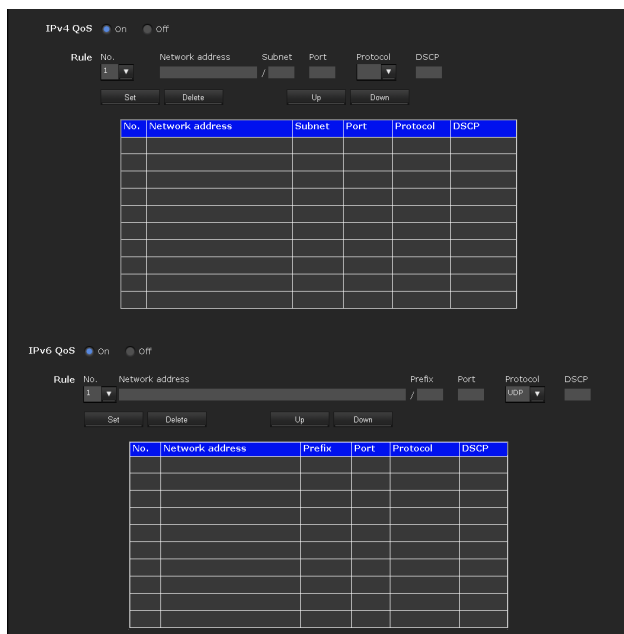 IPv4 QoS On Off
Rule No. Network address Subnet Port Protocol DSCP
1 /
Set Delete Up Down
No. Network address Subnet Port Protocol DSCP
IPv6 QoS On Off
Rule No. Network address Prefix Port Protocol DSCP
1 / UDP
Set Delete Up Down
No. Network address Prefix Port Protocol DSCP